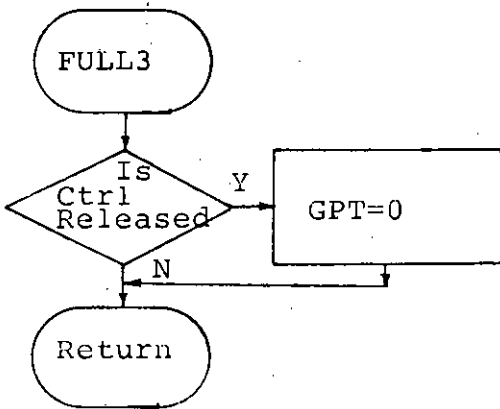 FULL3
Is
Ctrl
Released
Y
GPT=0
N
Return